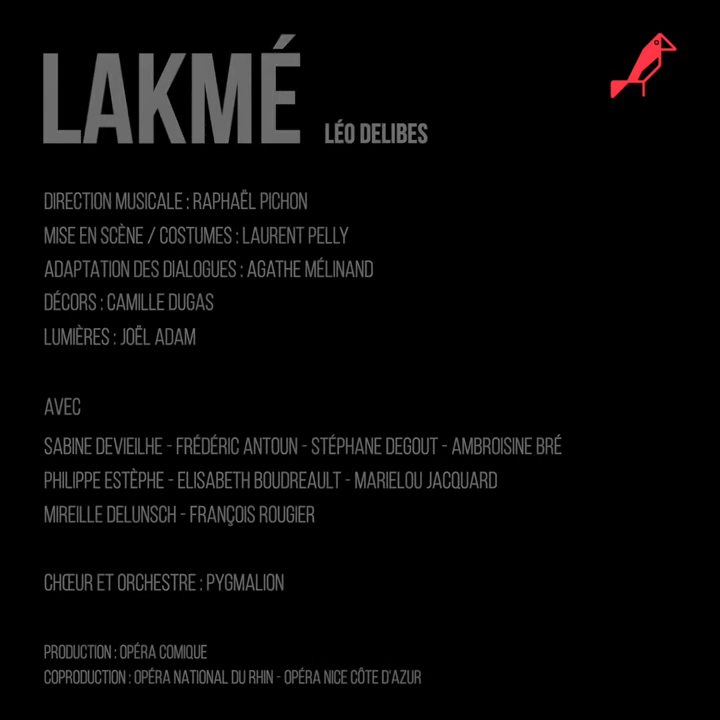 LAKMÉ LÉO DELIBES
DIRECTION MUSICALE : RAPHAËL PICHON
MISE EN SCÈNE / COSTUMES : LAURENT PELLY
ADAPTATION DES DIALOGUES : AGATHE MÉLINAND
DÉCORS : CAMILLE DUGAS
LUMIÈRES : JOËL ADAM
AVEC
SABINE DEVIEILHE - FRÉDÉRIC ANTOUN - STÉPHANE DEGOUT - AMBROISINE BRÉ
PHILIPPE ESTÈPHE - ELISABETH BOUDREAULT - MARIELOU JACQUARD
MIREILLE DELUNSCH - FRANÇOIS ROUGIER
CHŒUR ET ORCHESTRE : PYGMALION
PRODUCTION : OPÉRA COMIQUE
COPRODUCTION : OPÉRA NATIONAL DU RHIN - OPÉRA NICE CÔTE D'AZUR